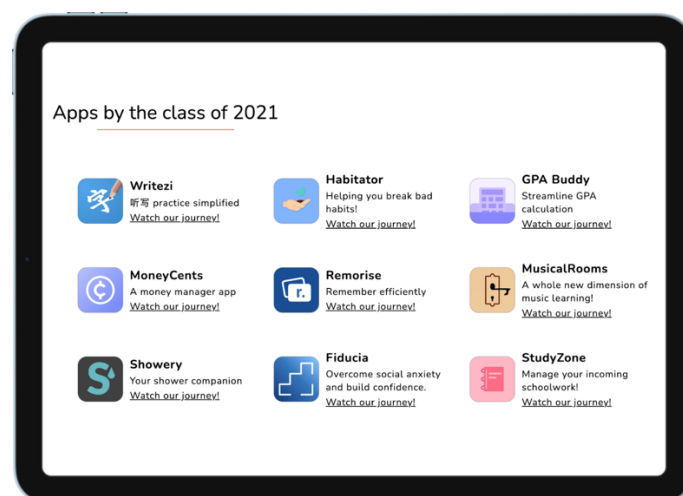 Apps by the class of 2021
字
Writezi
听写 practice simplified
Watch our journey!
Habitator
Helping you break bad
habits!
Watch our journey!
GPA Buddy
Streamline GPA
calculation
Watch our journey!
MoneyCents
A money manager app
Watch our journey!
r.
Remorise
Remember efficiently
Watch our journey!
MusicalRooms
A whole new dimension of
music learning!
Watch our journey!
S
Showery
Your shower companion
Watch our journey!
Fiducia
Overcome social anxiety
and build confidence.
Watch our journey!
StudyZone
Manage your incoming
schoolwork!
Watch our journey!